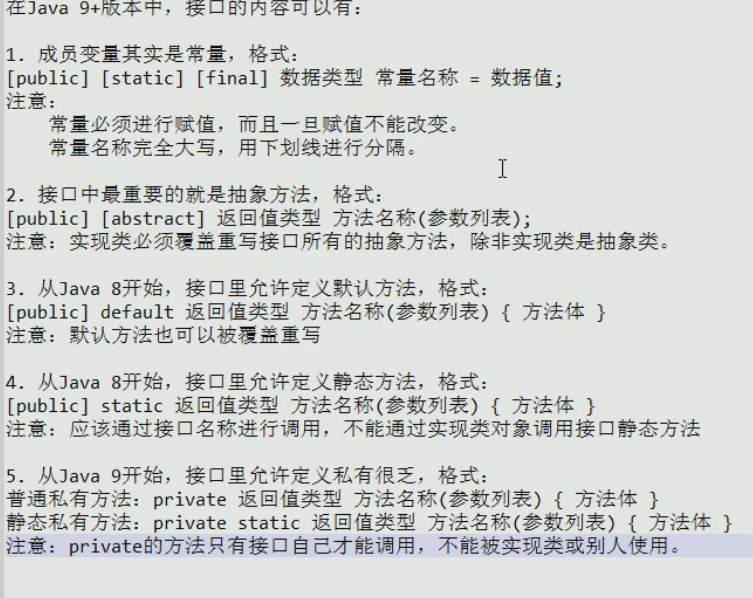 在Java 9+版本中，接口的内容可以有：
1. 成员变量其实是常量，格式：
[public] [static] [final] 数据类型 常量名称 = 数据值;
注意：
常量必须进行赋值，而且一旦赋值不能改变。
常量名称完全大写，用下划线进行分隔。
2. 接口中最重要的就是抽象方法，格式：
[public] [abstract] 返回值类型 方法名称(参数列表);
注意：实现类必须覆盖重写接口所有的抽象方法，除非实现类是抽象类。
3. 从Java 8开始，接口里允许定义默认方法，格式：
[public] default 返回值类型 方法名称(参数列表) { 方法体 }
注意：默认方法也可以被覆盖重写
4. 从Java 8开始，接口里允许定义静态方法，格式：
[public] static 返回值类型 方法名称(参数列表) { 方法体 }
注意：应该通过接口名称进行调用，不能通过实现类对象调用接口静态方法
5. 从Java 9开始，接口里允许定义私有很乏，格式：
普通私有方法：private 返回值类型 方法名称(参数列表) { 方法体 }
静态私有方法：private static 返回值类型 方法名称(参数列表) { 方法体 }
注意：private的方法只有接口自己才能调用，不能被实现类或别人使用。